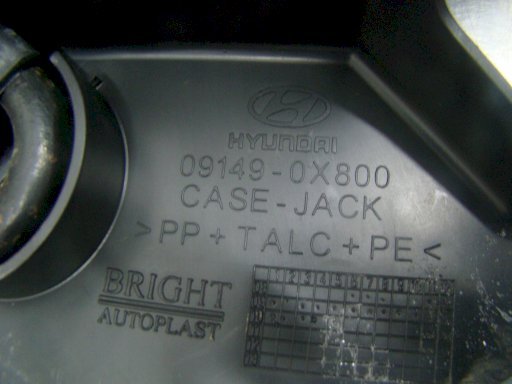 HYUNDAI
09149-0X800
CASE-JACK
>PP+TALC+PE<
BRIGHT
AUTOPLAST